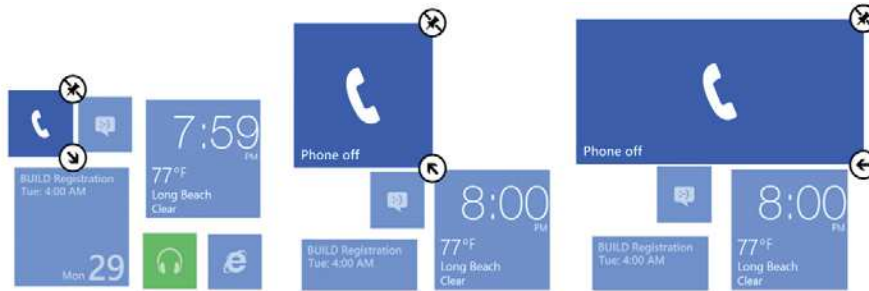 7:59
PM
77°F
Long Beach
Clear
BUILD Registration
Tue: 4:00 AM
Mon 29
Phone off
8:00
PM
77°F
Long Beach
Clear
BUILD Registration
Tue: 4:00 AM
Phone off
8:00
PM
77°F
Long Beach
Clear
BUILD Registration
Tue: 4:00 AM